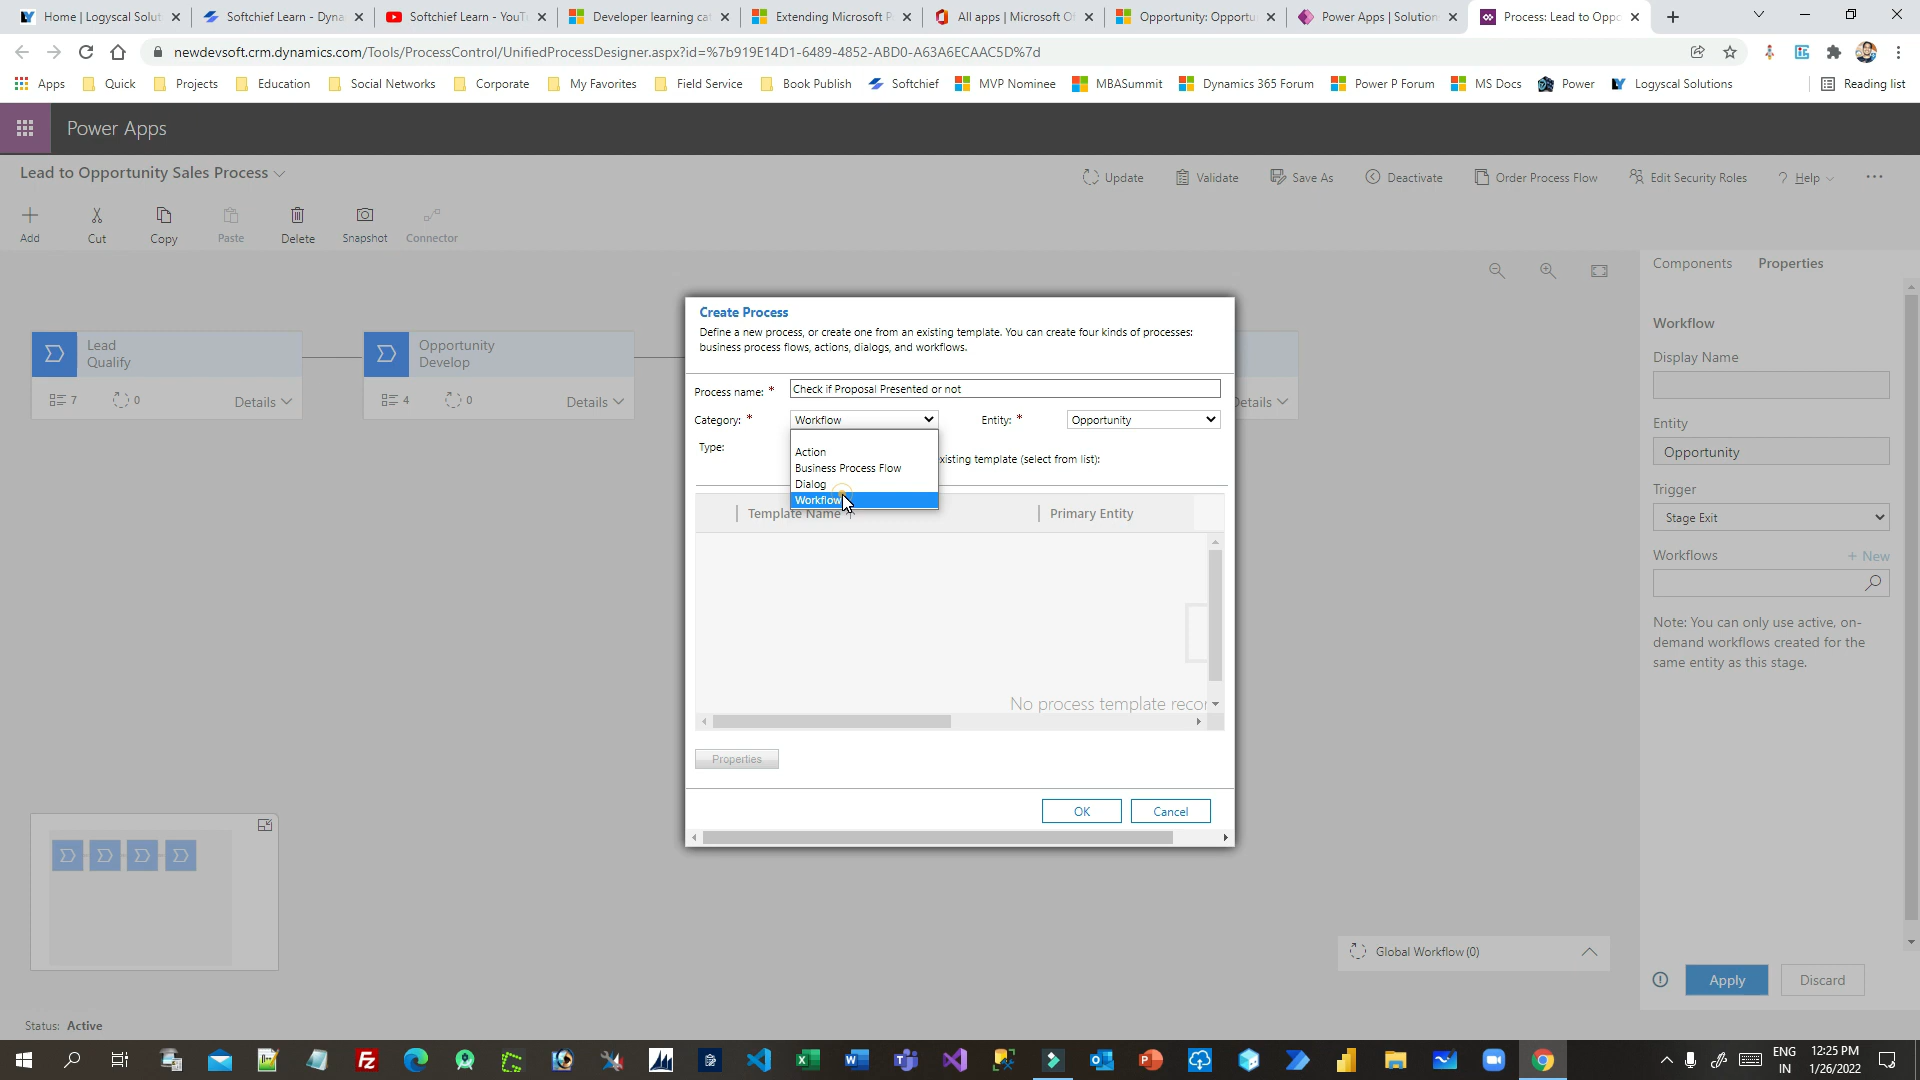 Home | Logyscal Solut
Softchief Learn - Dyna
Softchief Learn - YouT
Developer learning ca
Extending Microsoft P
All apps | Microsoft O
Opportunity: Opportu
Power Apps | Solution
Process: Lead to Oppo
newdevsoft.crm.dynamics.com/Tools/ProcessControl/UnifiedProcessDesigner.aspx?id=%7b919E14D1-6489-4852-ABD0-A63A6ECAAC5D%7d
Apps
Quick
Projects
Education
Social Networks
Corporate
My Favorites
Field Service
Book Publish
Softchief
MVP Nominee
MBASummit
Dynamics 365 Forum
Power P Forum
MS Docs
Power
Logyscal Solutions
Reading list
Power Apps
Lead to Opportunity Sales Process
Update
Validate
Save As
Deactivate
Order Process Flow
Edit Security Roles
? Help
Add
Cut
Copy
Paste
Delete
Snapshot
Connector
Components
Properties
Lead
Qualify
7
0
Details
Opportunity
Develop
4
0
Details
Details
Create Process
Define a new process, or create one from an existing template. You can create four kinds of processes:
business process flows, actions, dialogs, and workflows.
Process name: *
Check if Proposal Presented or not
Category: *
Workflow
Entity: *
Opportunity
Type:
Action
Business Process Flow
Dialog
Workflow
xisting template (select from list):
Template Name
Primary Entity
No process template recor
Properties
OK
Cancel
Workflow
Display Name
Entity
Opportunity
Trigger
Stage Exit
Workflows
+ New
Note: You can only use active, on-
demand workflows created for the
same entity as this stage.
Global Workflow (0)
Apply
Discard
Status: Active
ENG
IN
12:25 PM
1/26/2022